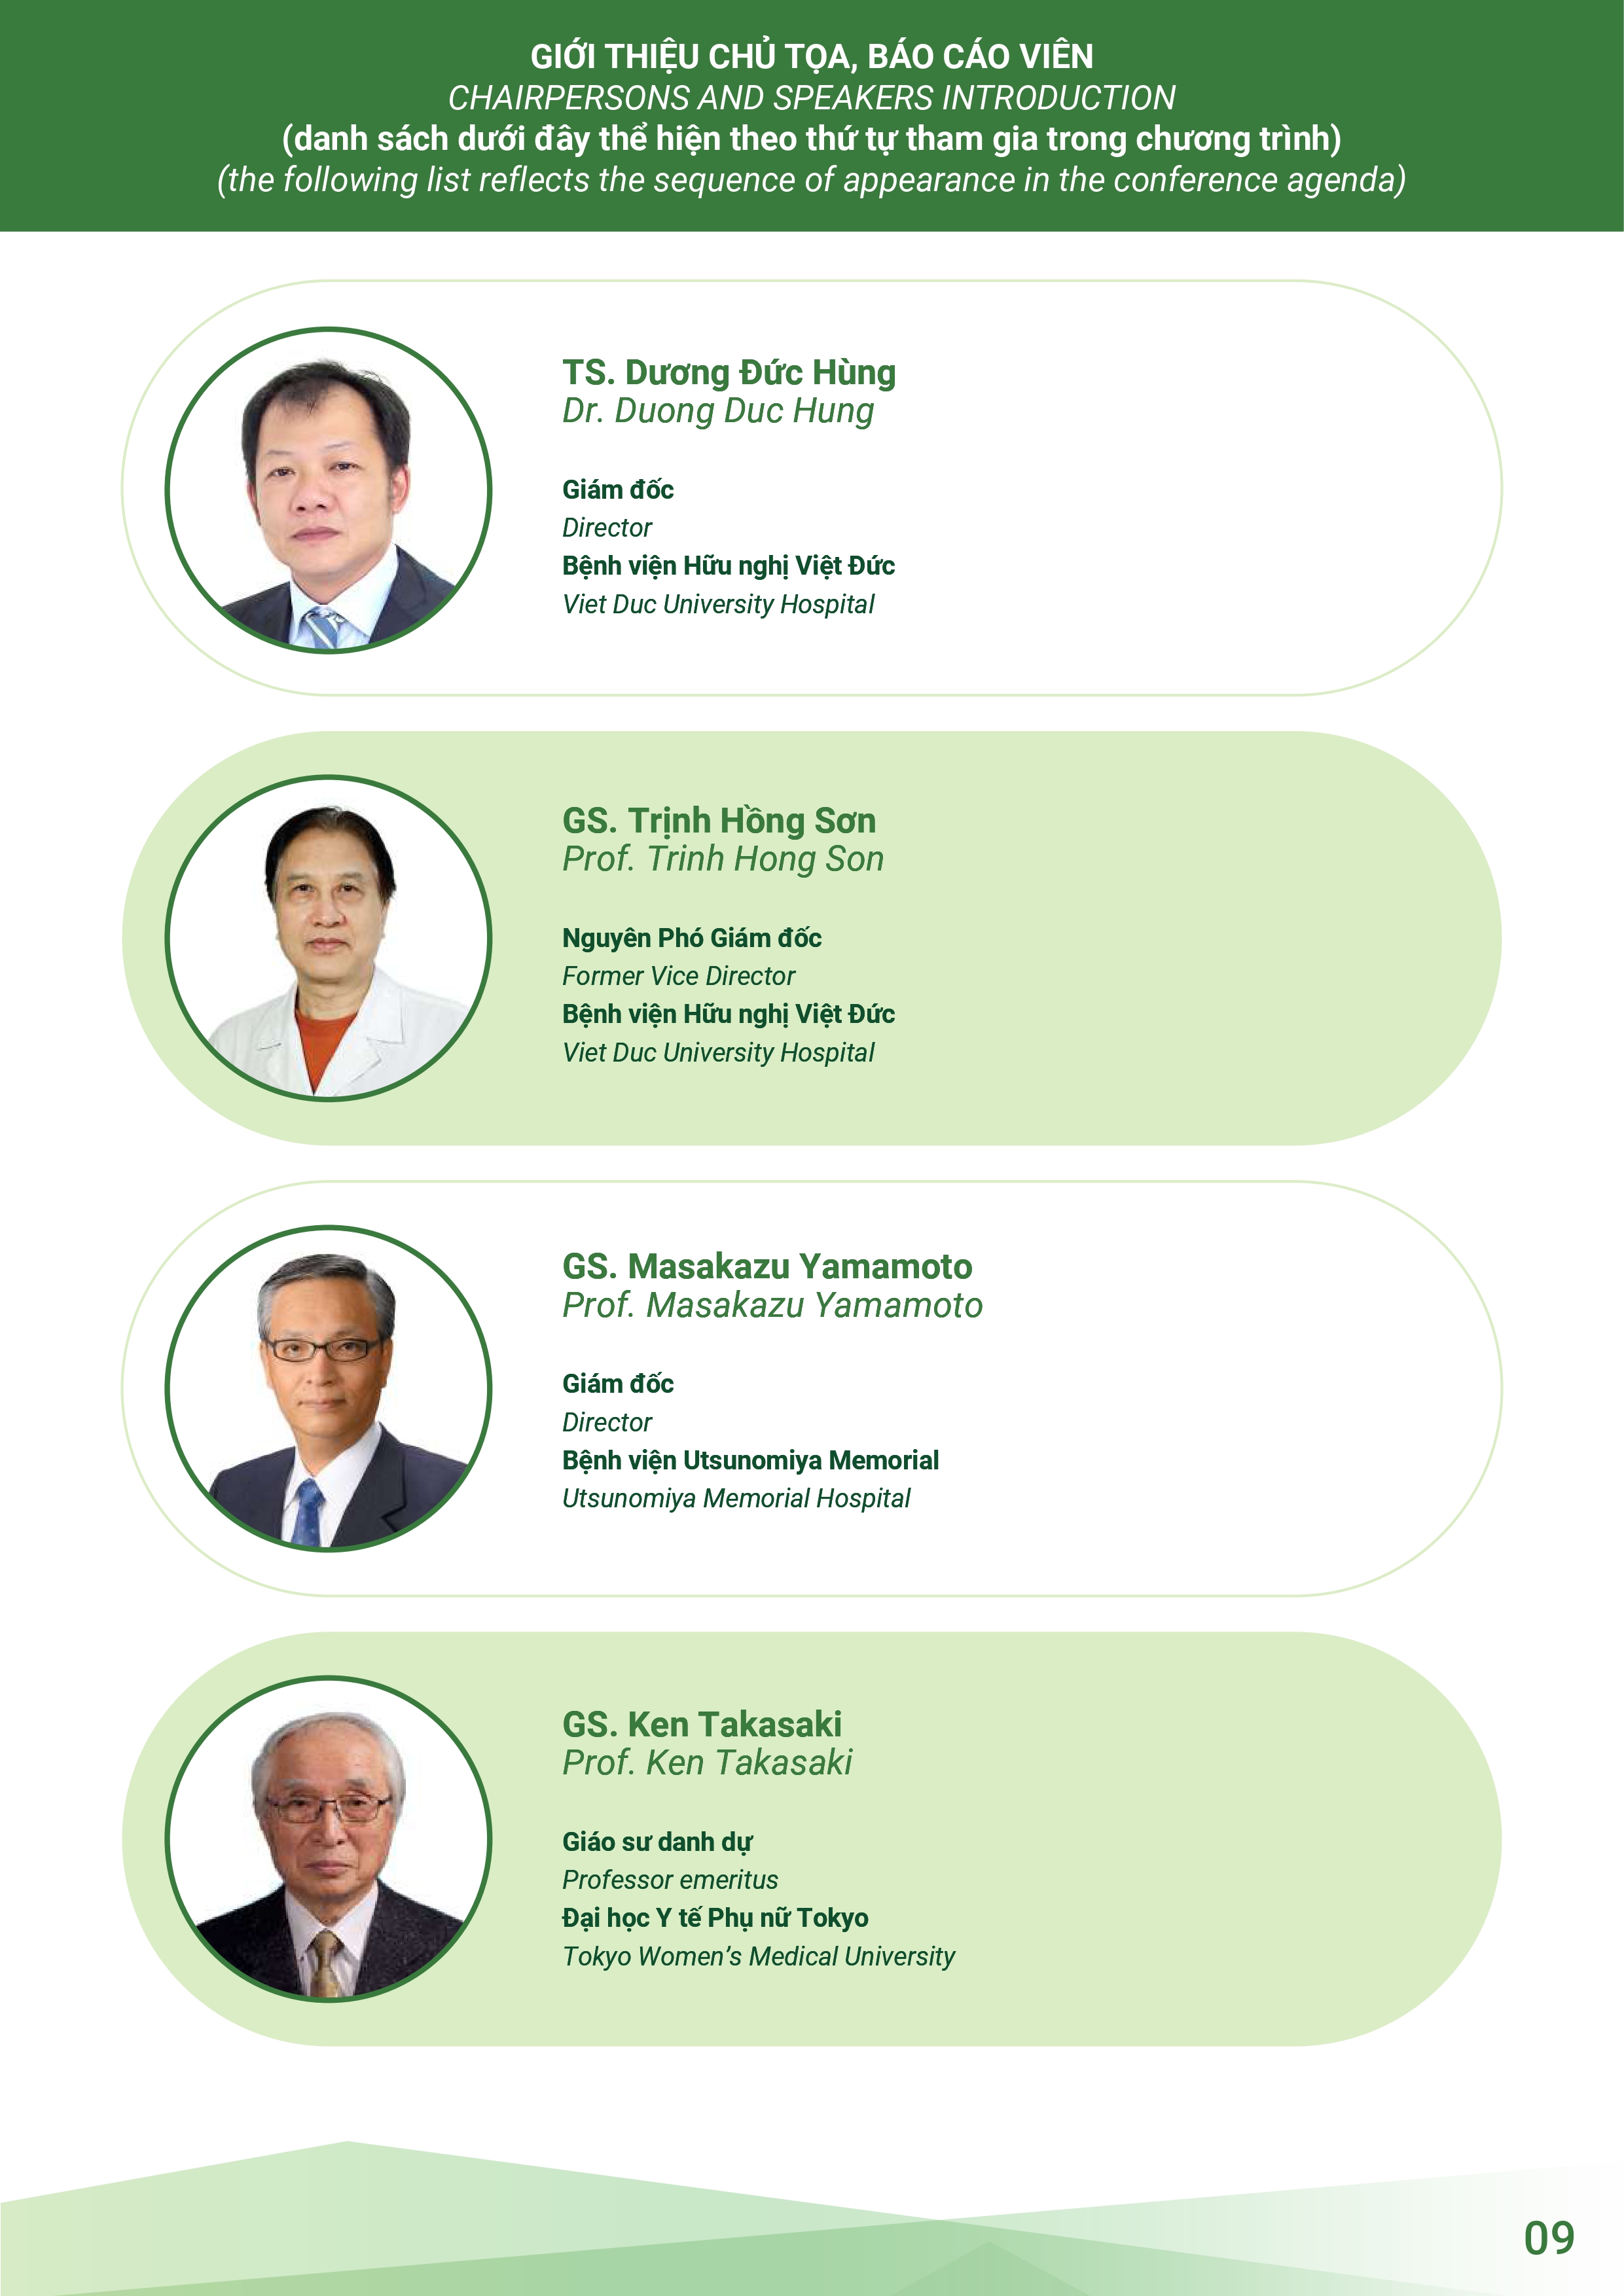 GIỚI THIỆU CHỦ TỌA, BÁO CÁO VIÊN
CHAIRPERSONS AND SPEAKERS INTRODUCTION
(danh sách dưới đây thể hiện theo thứ tự tham gia trong chương trình)
(the following list reflects the sequence of appearance in the conference agenda)
TS. Dương Đức Hùng
Dr. Duong Duc Hung
Giám đốc
Director
Bệnh viện Hữu nghị Việt Đức
Viet Duc University Hospital
GS. Trịnh Hồng Sơn
Prof. Trinh Hong Son
Nguyên Phó Giám đốc
Former Vice Director
Bệnh viện Hữu nghị Việt Đức
Viet Duc University Hospital
GS. Masakazu Yamamoto
Prof. Masakazu Yamamoto
Giám đốc
Director
Bệnh viện Utsunomiya Memorial
Utsunomiya Memorial Hospital
GS. Ken Takasaki
Prof. Ken Takasaki
Giáo sư danh dự
Professor emeritus
Đại học Y tế Phụ nữ Tokyo
Tokyo Women's Medical University
09